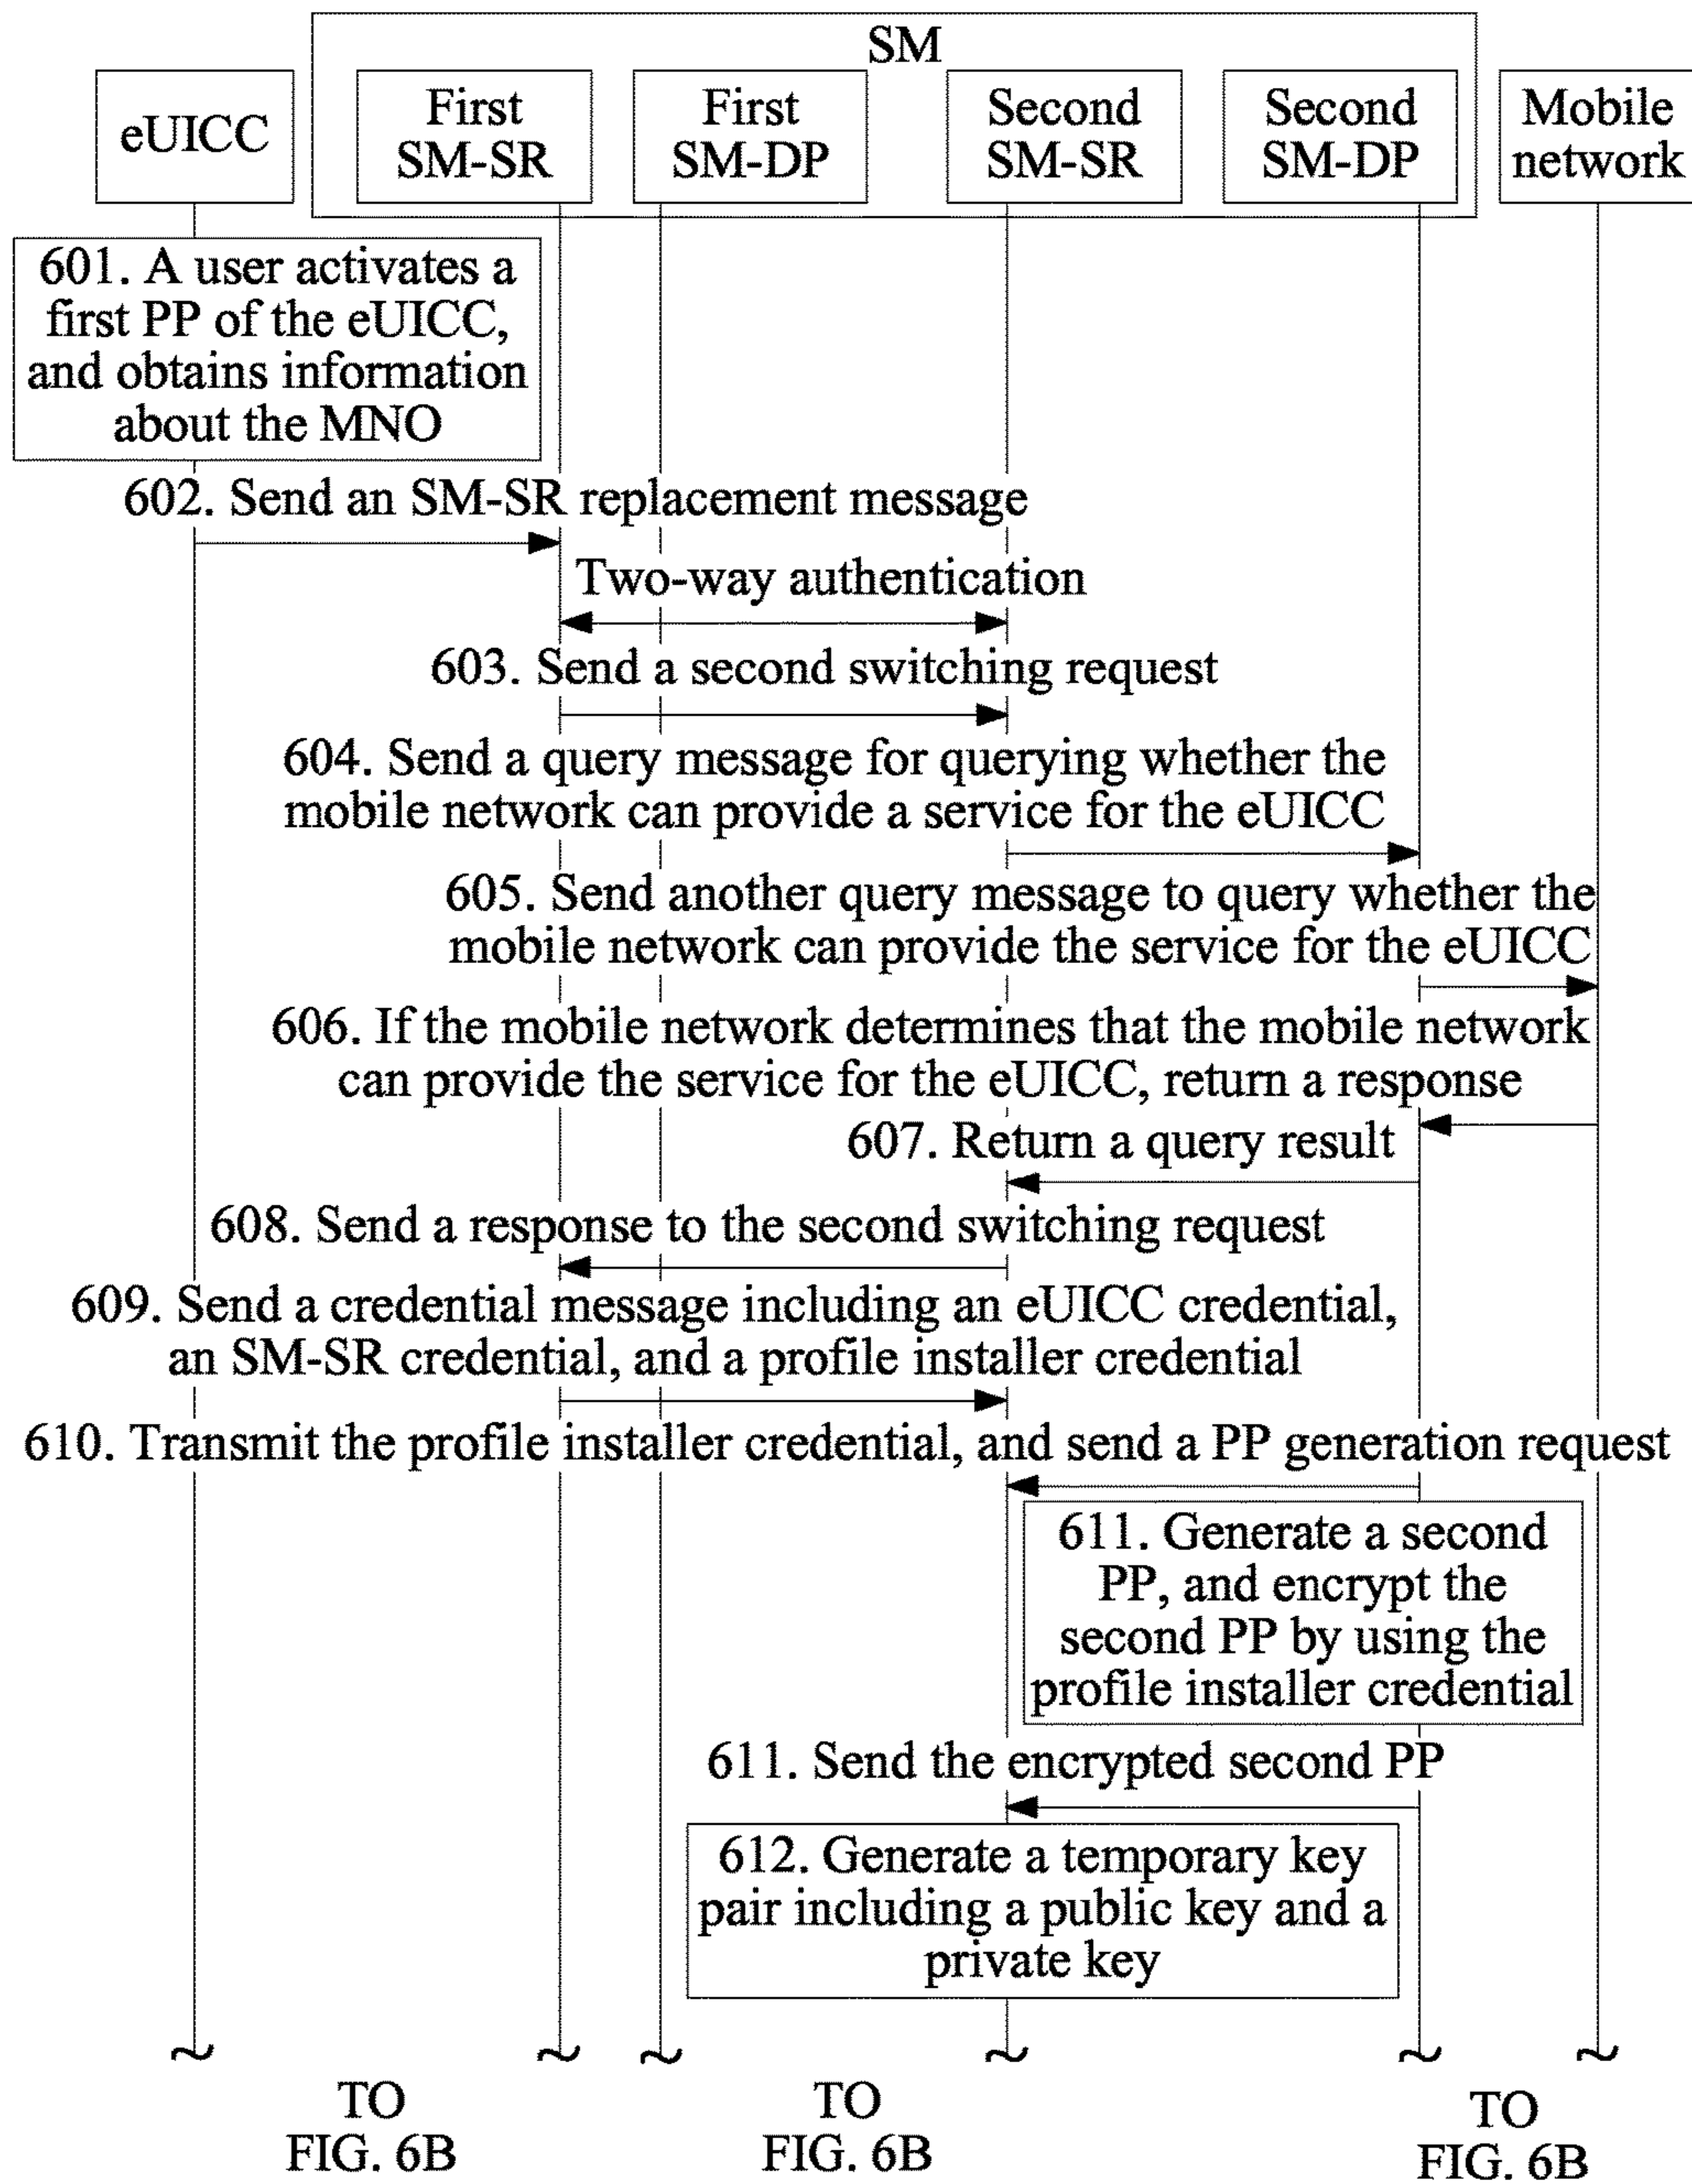 SM
eUICC
First
SM-SR
First
SM-DP
Second
SM-SR
Second
SM-DP
Mobile
network
601. A user activates a
first PP of the eUICC,
and obtains information
about the MNO
602. Send an SM-SR replacement message
Two-way authentication
603. Send a second switching request
604. Send a query message for querying whether the
mobile network can provide a service for the eUICC
605. Send another query message to query whether the
mobile network can provide the service for the eUICC
606. If the mobile network determines that the mobile network
can provide the service for the eUICC, return a response
607. Return a query result
608. Send a response to the second switching request
609. Send a credential message including an eUICC credential,
an SM-SR credential, and a profile installer credential
610. Transmit the profile installer credential, and send a PP generation request
611. Generate a second
PP, and encrypt the
second PP by using the
profile installer credential
611. Send the encrypted second PP
612. Generate a temporary key
pair including a public key and a
private key
TO
FIG. 6B
TO
FIG. 6B
TO
FIG. 6B